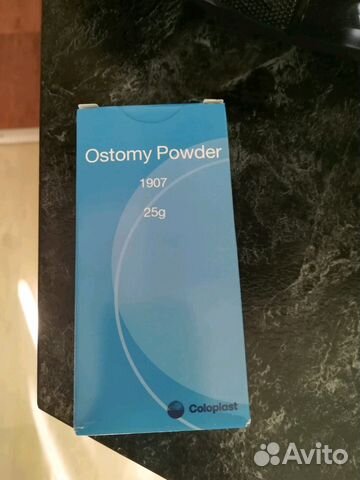 Ostomy Powder
1907
25g
Coloplast
Avito